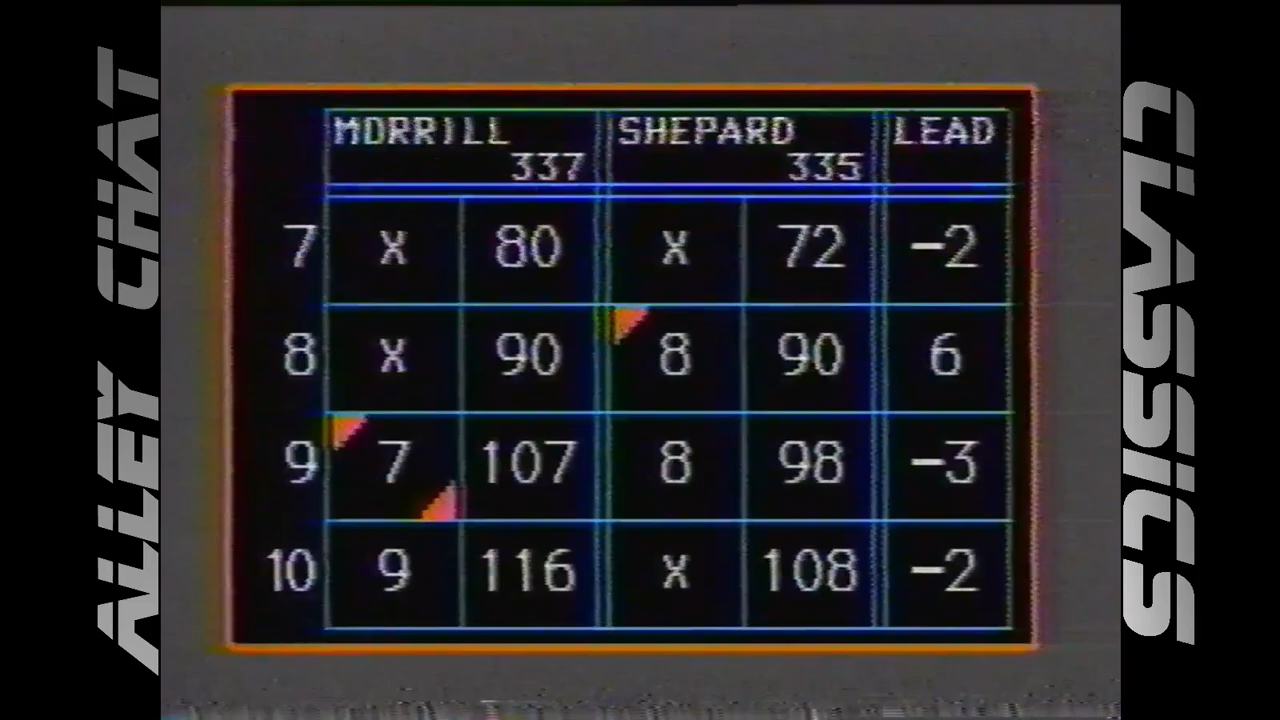 ALLEY CHAT
MORRILL SHEPARD LEAD
337 335
7 X 80 X 72 -2
8 X 90 8 90 6
9 7 107 8 98 -3
10 9 116 X 108 -2
CLASSICS